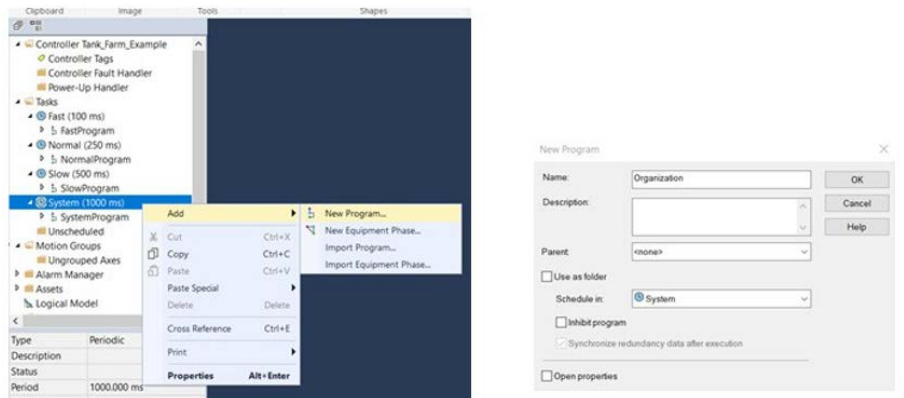 Clipboard
Image
Tools
Shapes
Controller Tank_Farm_Example
Controller Tags
Controller Fault Handler
Power-Up Handler
Tasks
Fast (100 ms)
FastProgram
Normal (250 ms)
NormalProgram
Slow (500 ms)
SlowProgram
System (1000 ms)
SystemProgram
Unscheduled
Motion Groups
Ungrouped Axes
Alarm Manager
Assets
Logical Model
Type Periodic
Description
Status
Period 1000.000 ms
Add
Cut Ctrl+X
Copy Ctrl+C
Paste Ctrl+V
Paste Special
Delete Delete
Cross Reference Ctrl+E
Print
Properties Alt+Enter
New Program...
New Equipment Phase...
Import Program...
Import Equipment Phase...
New Program
Name: Organization OK
Description: Cancel
Help
Parent: <none>
Use as folder
Schedule in: System
Inhibit program
Synchronize redundancy data after execution
Open properties